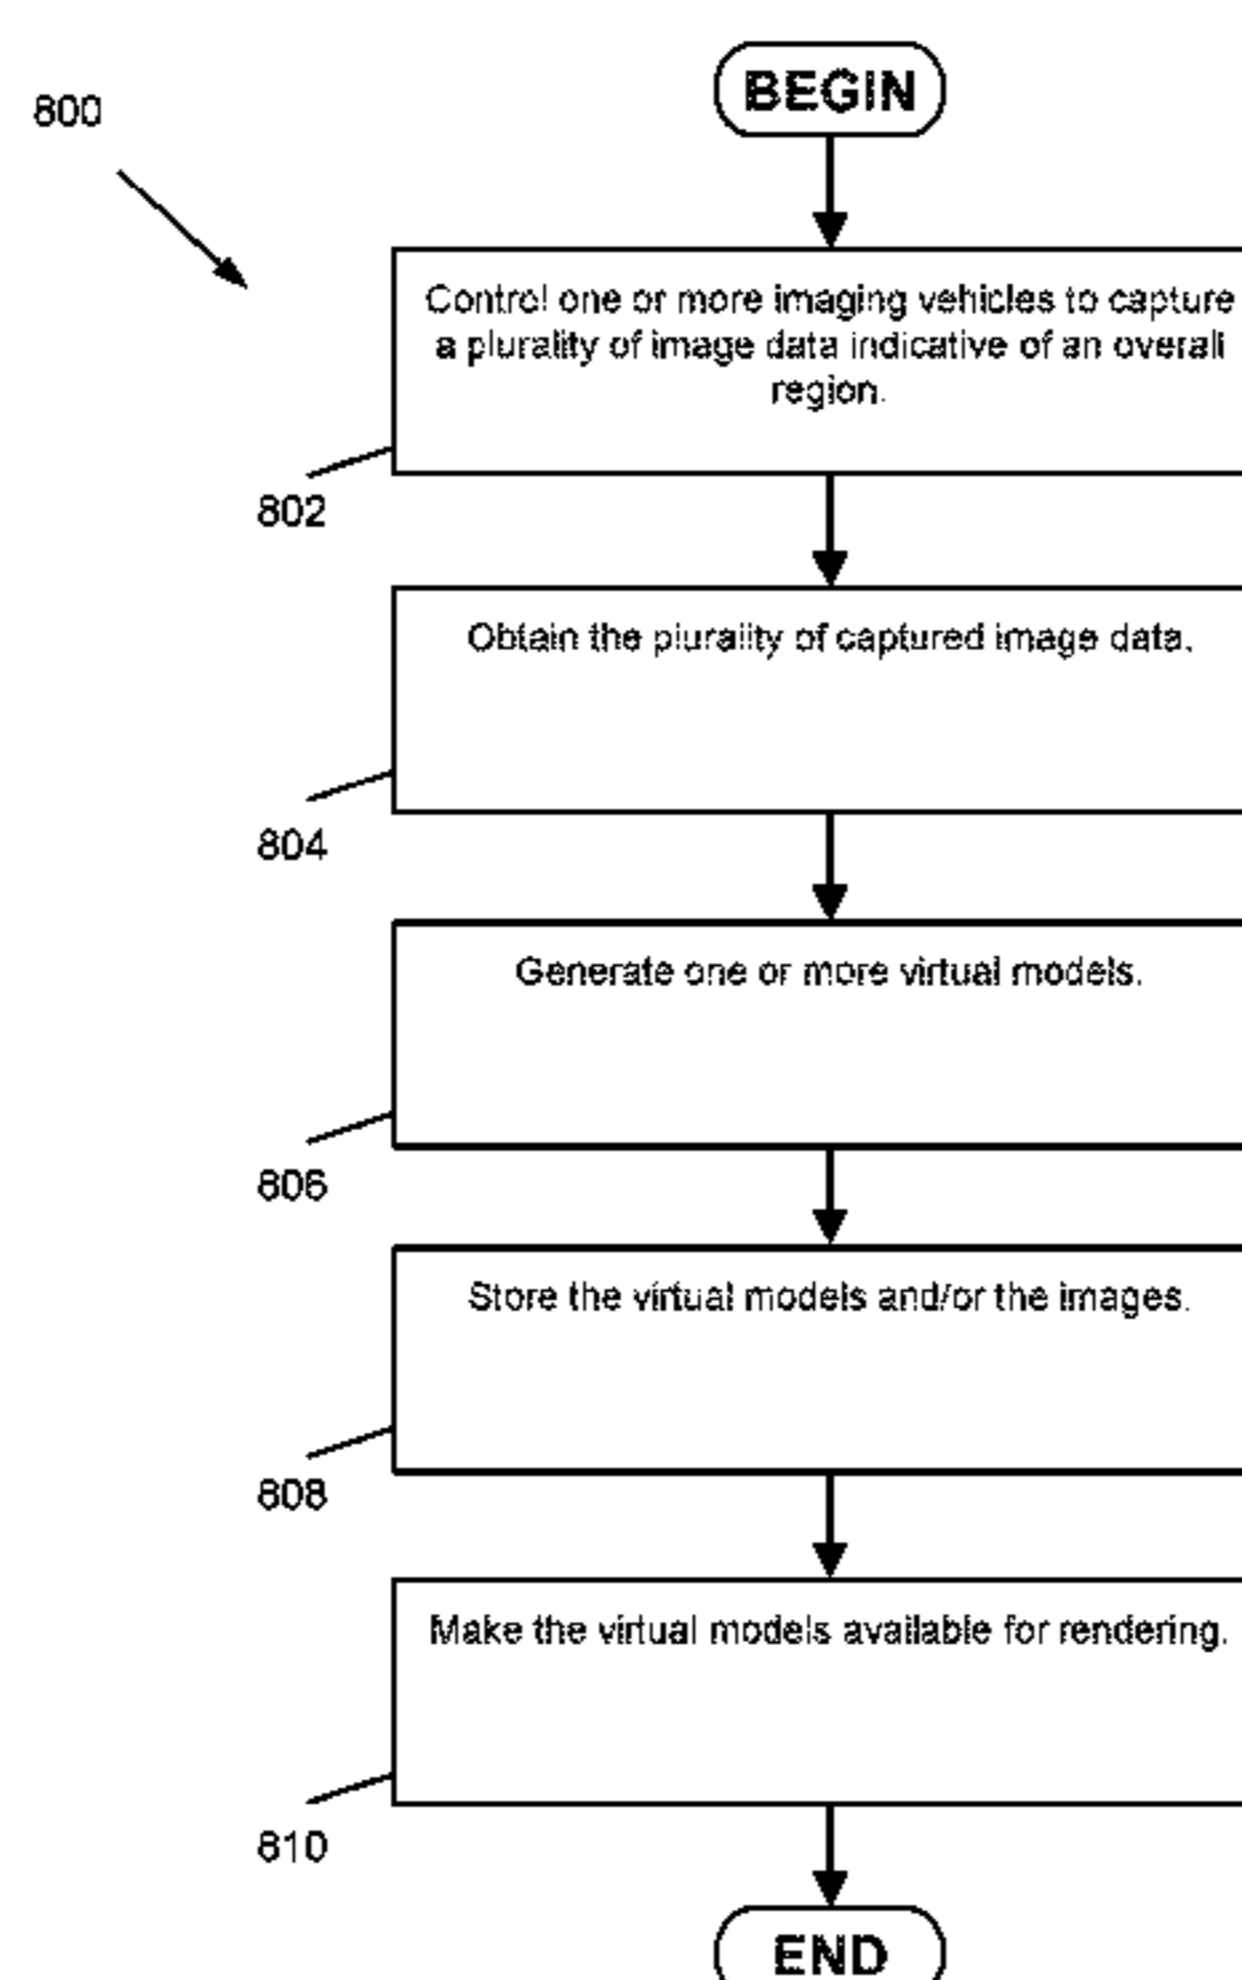 800
BEGIN
Control one or more imaging vehicles to capture
a plurality of image data indicative of an overall
region.
802
Obtain the plurality of captured image data.
804
Generate one or more virtual models.
806
Store the virtual models and/or the images.
808
Make the virtual models available for rendering.
810
END